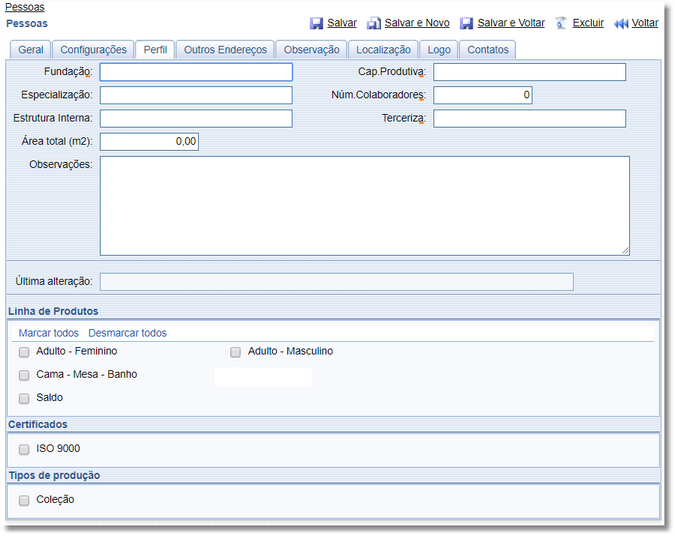 Pessoas
Pessoas Salvar Salvar e Novo Salvar e Voltar Excluir Voltar
Geral Configurações Perfil Outros Endereços Observação Localização Logo Contatos
Fundação: Cap.Produtiva:
Especialização: Núm.Colaboradores: 0
Estrutura Interna: Terceriza:
Área total (m2): 0,00
Observações:
Última alteração:
Linha de Produtos
Marcar todos Desmarcar todos
Adulto - Feminino Adulto - Masculino
Cama - Mesa - Banho
Saldo
Certificados
ISO 9000
Tipos de produção
Coleção